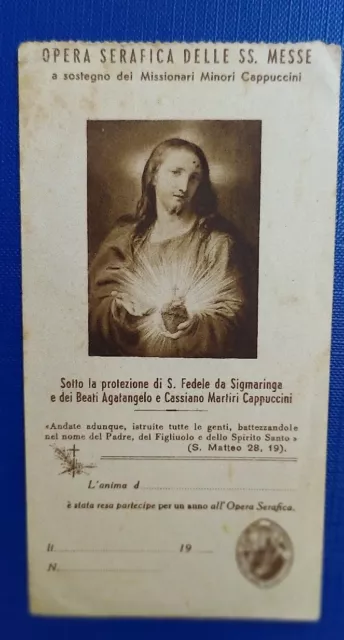 OPERA SERAFICA DELLE SS. MESSE
a sostegno dei Missionari Minori Cappuccini
Sotto la protezione di S. Fedele da Sigmaringa
e dei Beati Agatangelo e Cassiano Martiri Cappuccini
«Andate adunque, istruite tutte le genti, battezzandole
nel nome del Padre, del Figliuolo e dello Spirito Santo »
(S. Matteo 28, 19).
L'anima d
è stata resa partecipe per un anno all'Opera Serafica.
li 19
N.